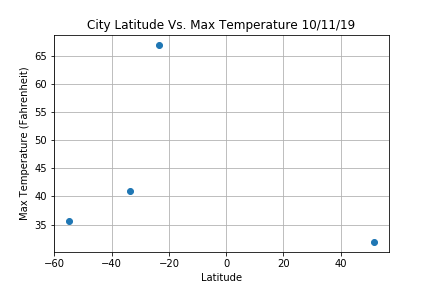 City Latitude Vs. Max Temperature 10/11/19
Max Temperature (Fahrenheit)
65
60
55
50
45
40
35
−60 −40 −20 0 20 40
Latitude